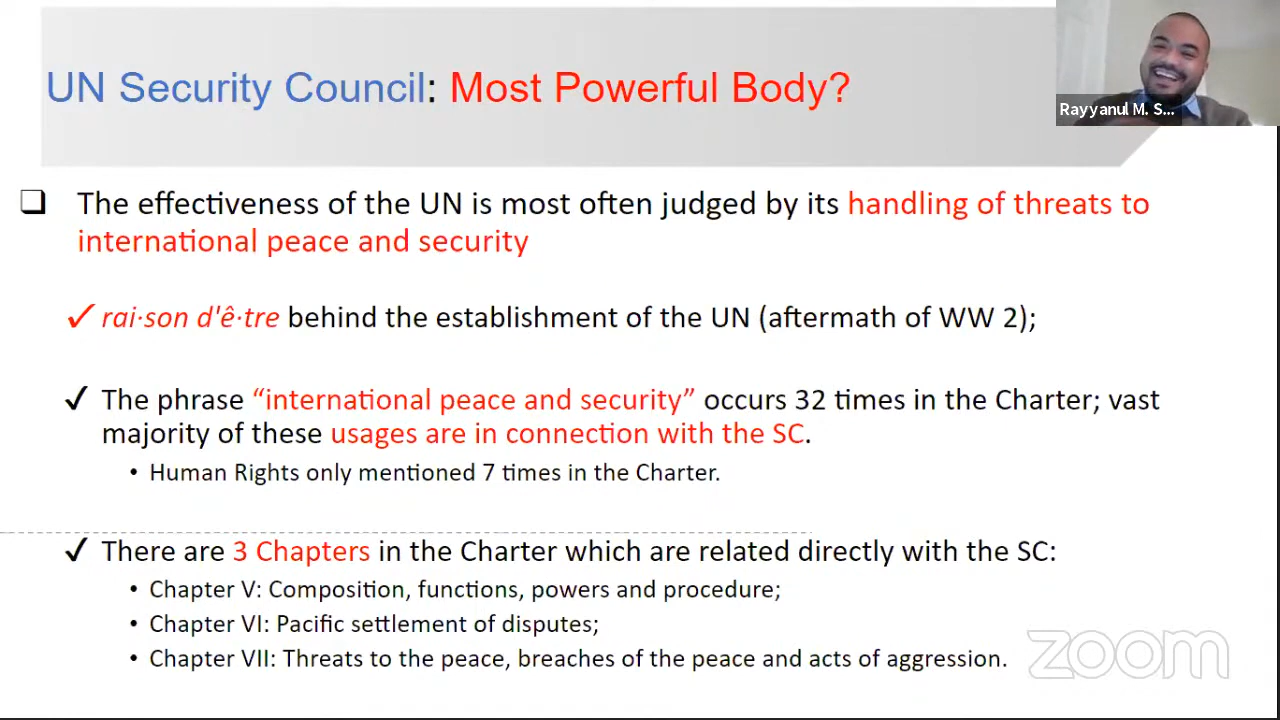 UN Security Council: Most Powerful Body?
Rayyanul M. S...
❑ The effectiveness of the UN is most often judged by its handling of threats to
international peace and security
✓ rai·son d'ê·tre behind the establishment of the UN (aftermath of WW 2);
✓ The phrase “international peace and security” occurs 32 times in the Charter; vast
majority of these usages are in connection with the SC.
• Human Rights only mentioned 7 times in the Charter.
✓ There are 3 Chapters in the Charter which are related directly with the SC:
• Chapter V: Composition, functions, powers and procedure;
• Chapter VI: Pacific settlement of disputes;
• Chapter VII: Threats to the peace, breaches of the peace and acts of aggression.
zoom